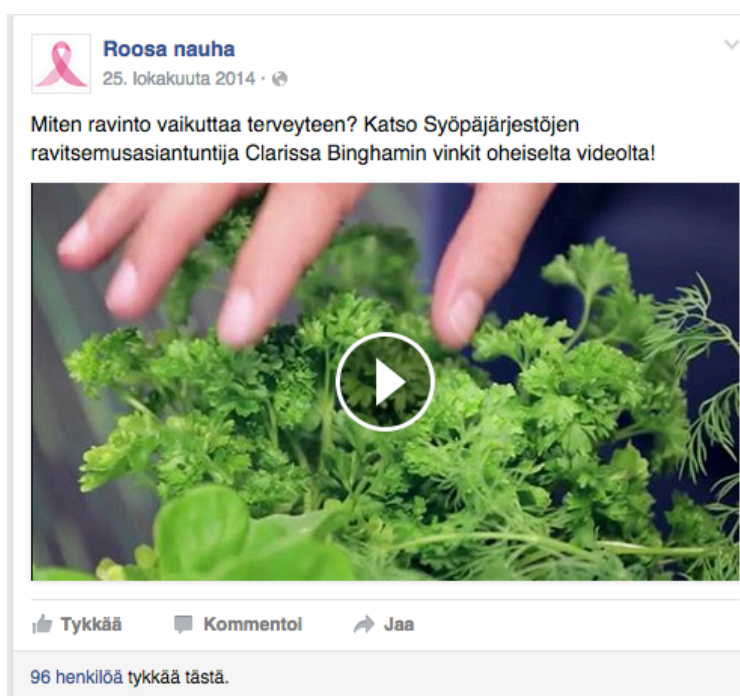 Roosa nauha
25. lokakuuta 2014 ·
Miten ravinto vaikuttaa terveyteen? Katso Syöpäjärjestöjen
ravitsemusasiantuntija Clarissa Binghamin vinkit oheiselta videolta!
Tykkää Kommentoi Jaa
96 henkilöä tykkää tästä.